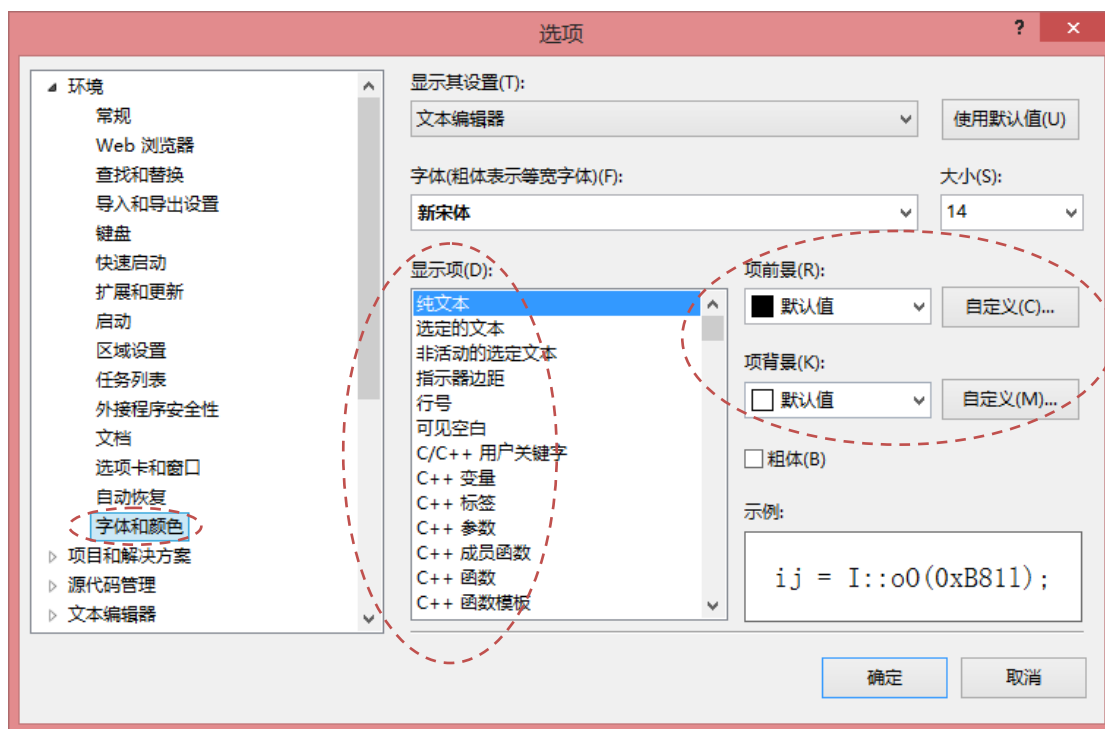 选项
?
环境
常规
Web 浏览器
查找和替换
导入和导出设置
键盘
快速启动
扩展和更新
启动
区域设置
任务列表
外接程序安全性
文档
选项卡和窗口
自动恢复
字体和颜色
项目和解决方案
源代码管理
文本编辑器
显示其设置(T):
文本编辑器
使用默认值(U)
字体(粗体表示等宽字体)(F):
新宋体
大小(S):
14
显示项(D):
纯文本
选定的文本
非活动的选定文本
指示器边距
行号
可见空白
C/C++ 用户关键字
C++ 变量
C++ 标签
C++ 参数
C++ 成员函数
C++ 函数
C++ 函数模板
项前景(R):
默认值
自定义(C)...
项背景(K):
默认值
自定义(M)...
粗体(B)
示例:
ij = I::oO(0xB81l);
确定
取消